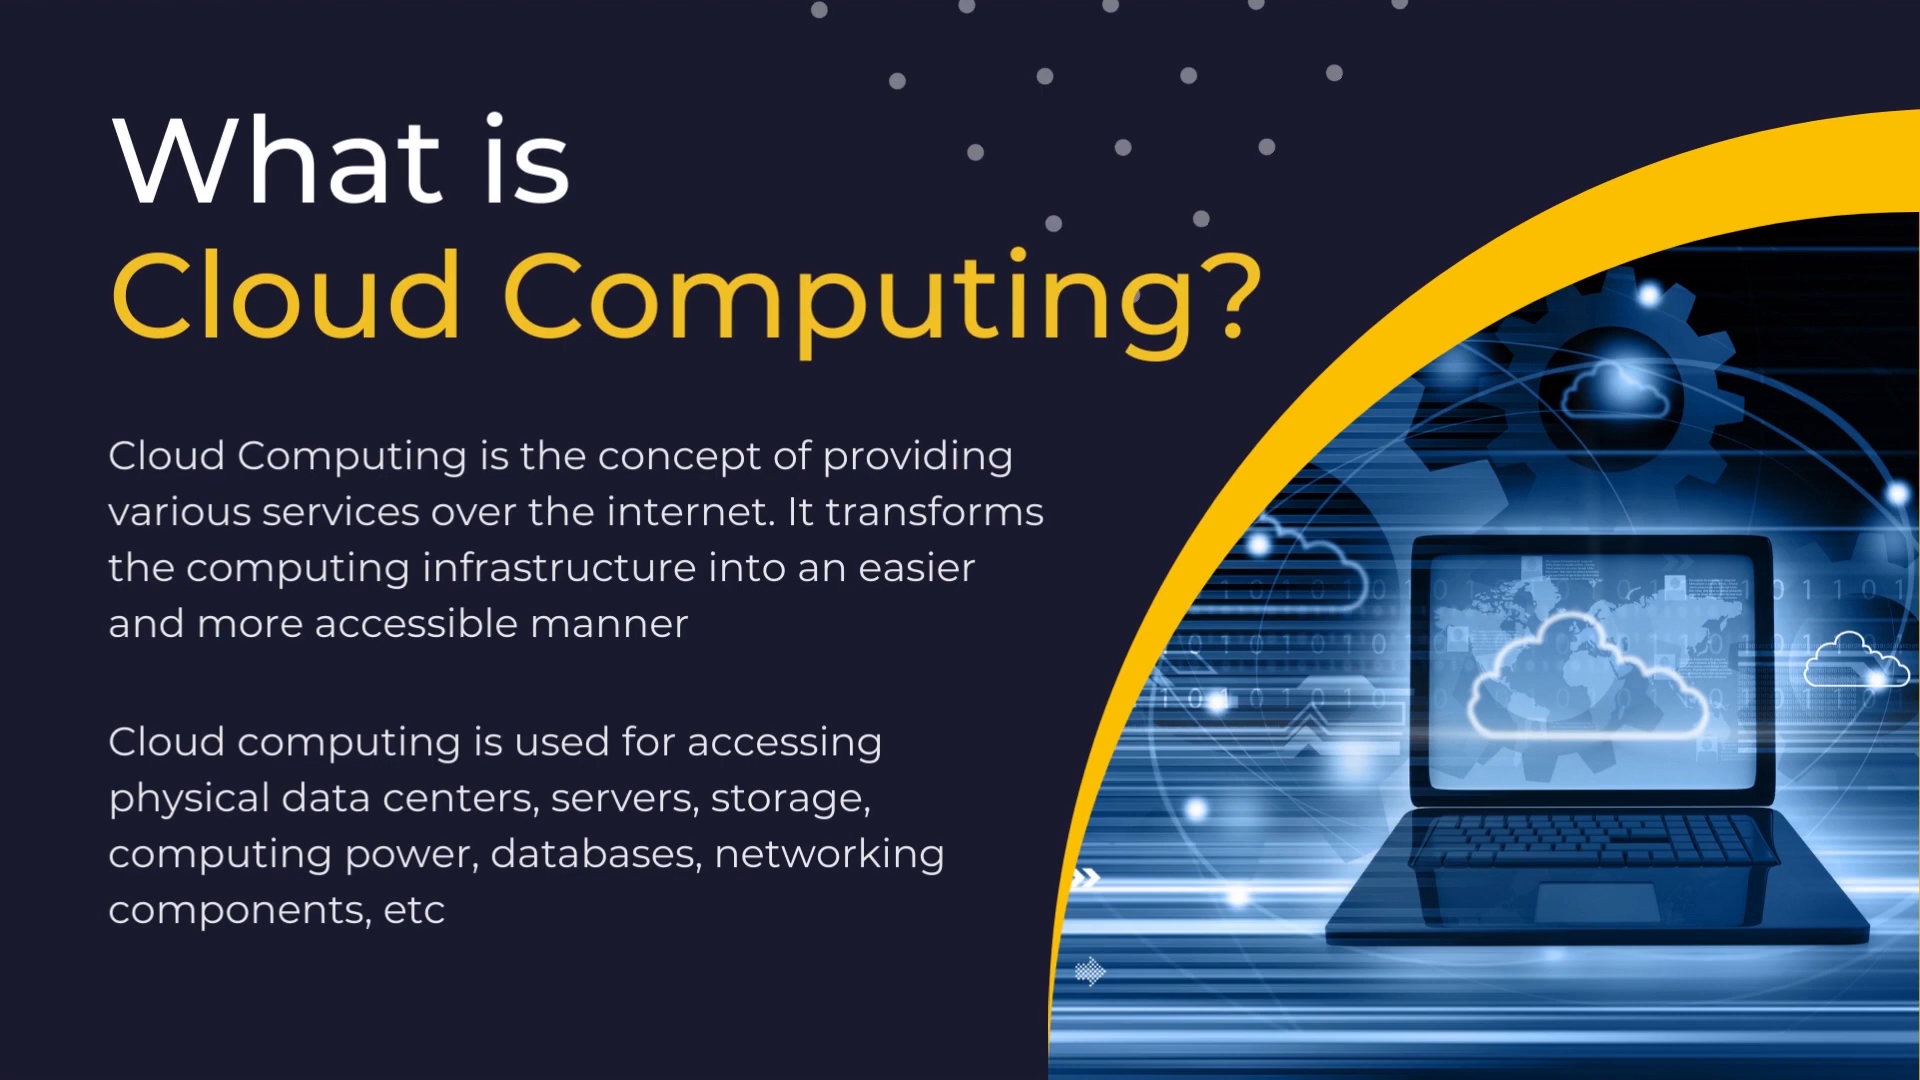 What is
Cloud Computing?
Cloud Computing is the concept of providing
various services over the internet. It transforms
the computing infrastructure into an easier
and more accessible manner
Cloud computing is used for accessing
physical data centers, servers, storage,
computing power, databases, networking
components, etc